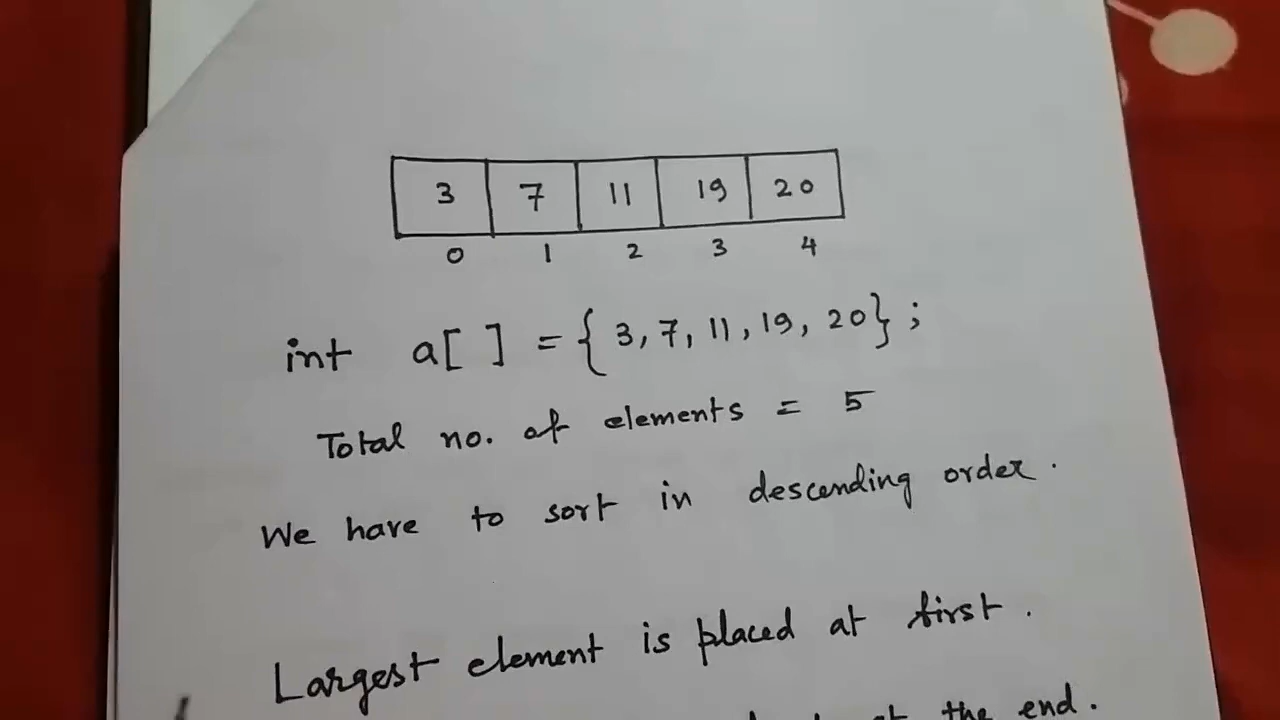 3 7 11 19 20
0 1 2 3 4
int a[ ] = { 3, 7, 11, 19, 20} ;
Total no. of elements = 5
We have to sort in descending order.
Largest element is placed at first.
at the end.